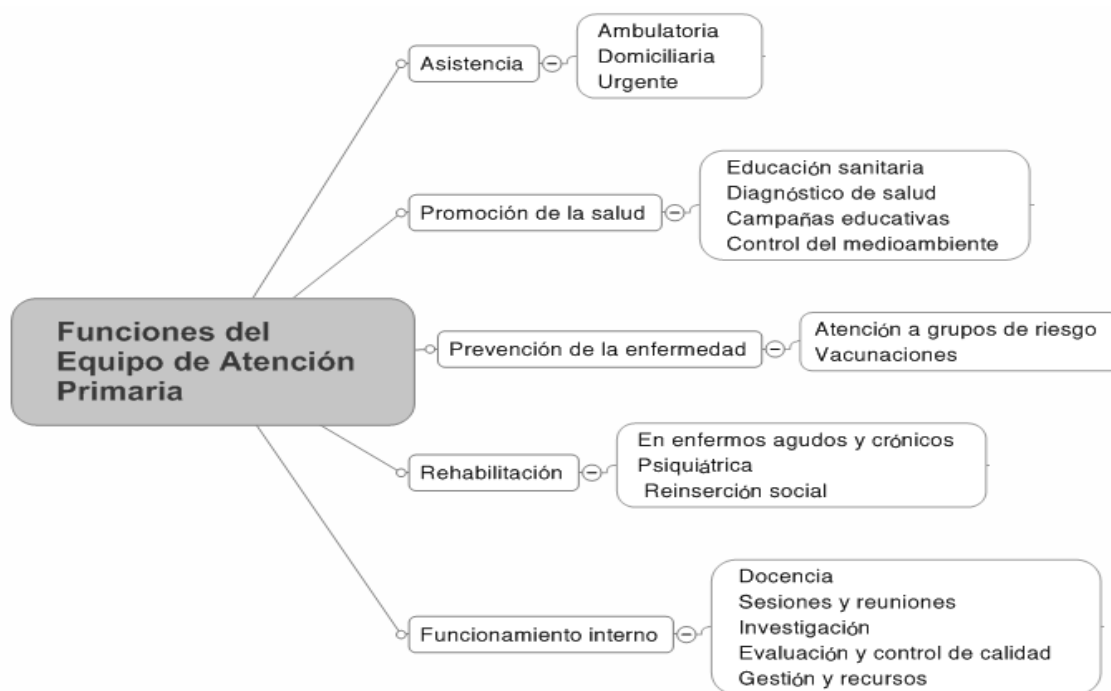 Funciones del
Equipo de Atención
Primaria
Asistencia
Ambulatoria
Domiciliaria
Urgente
Promoción de la salud
Educación sanitaria
Diagnóstico de salud
Campañas educativas
Control del medioambiente
Prevención de la enfermedad
Atención a grupos de riesgo
Vacunaciones
Rehabilitación
En enfermos agudos y crónicos
Psiquiátrica
Reinserción social
Funcionamiento interno
Docencia
Sesiones y reuniones
Investigación
Evaluación y control de calidad
Gestión y recursos